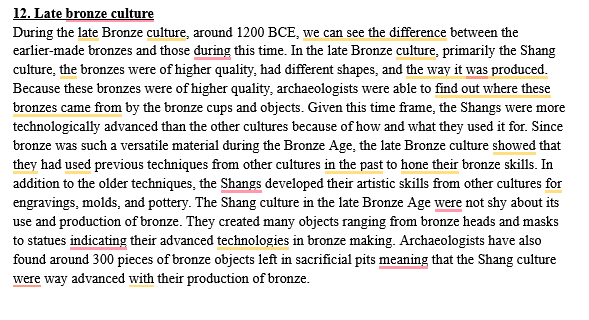 12. Late bronze culture
During the late Bronze culture, around 1200 BCE, we can see the difference between the
earlier-made bronzes and those during this time. In the late Bronze culture, primarily the Shang
culture, the bronzes were of higher quality, had different shapes, and the way it was produced.
Because these bronzes were of higher quality, archaeologists were able to find out where these
bronzes came from by the bronze cups and objects. Given this time frame, the Shangs were more
technologically advanced than the other cultures because of how and what they used it for. Since
bronze was such a versatile material during the Bronze Age, the late Bronze culture showed that
they had used previous techniques from other cultures in the past to hone their bronze skills. In
addition to the older techniques, the Shangs developed their artistic skills from other cultures for
engravings, molds, and pottery. The Shang culture in the late Bronze Age were not shy about its
use and production of bronze. They created many objects ranging from bronze heads and masks
to statues indicating their advanced technologies in bronze making. Archaeologists have also
found around 300 pieces of bronze objects left in sacrificial pits meaning that the Shang culture
were way advanced with their production of bronze.